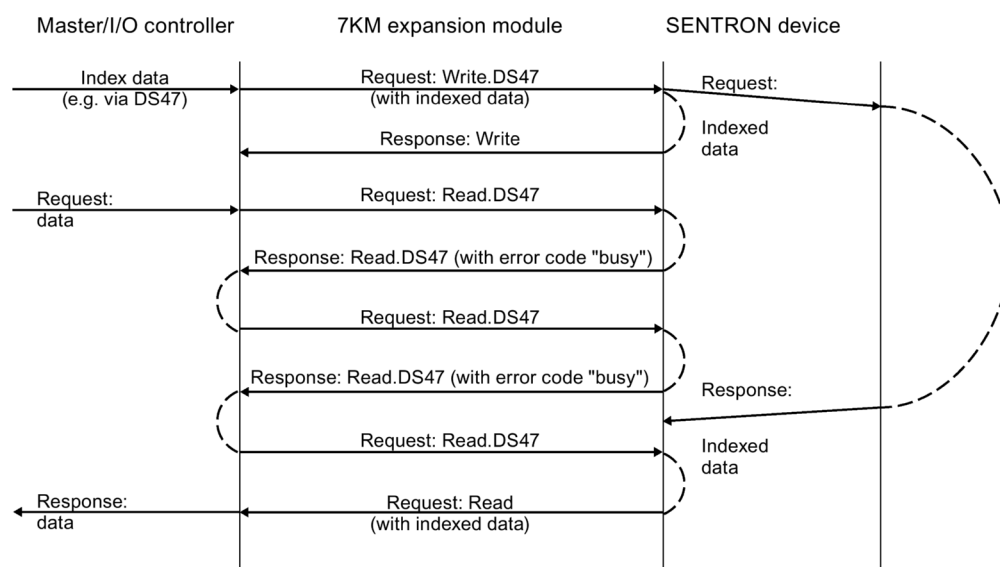 Master/I/O controller
7KM expansion module
SENTRON device
Index data
(e.g. via DS47)
Request: Write.DS47
(with indexed data)
Request:
Indexed
data
Response: Write
Request:
data
Request: Read.DS47
Response: Read.DS47 (with error code "busy")
Request: Read.DS47
Response: Read.DS47 (with error code "busy")
Response:
Request: Read.DS47
Indexed
data
Response:
data
Request: Read
(with indexed data)